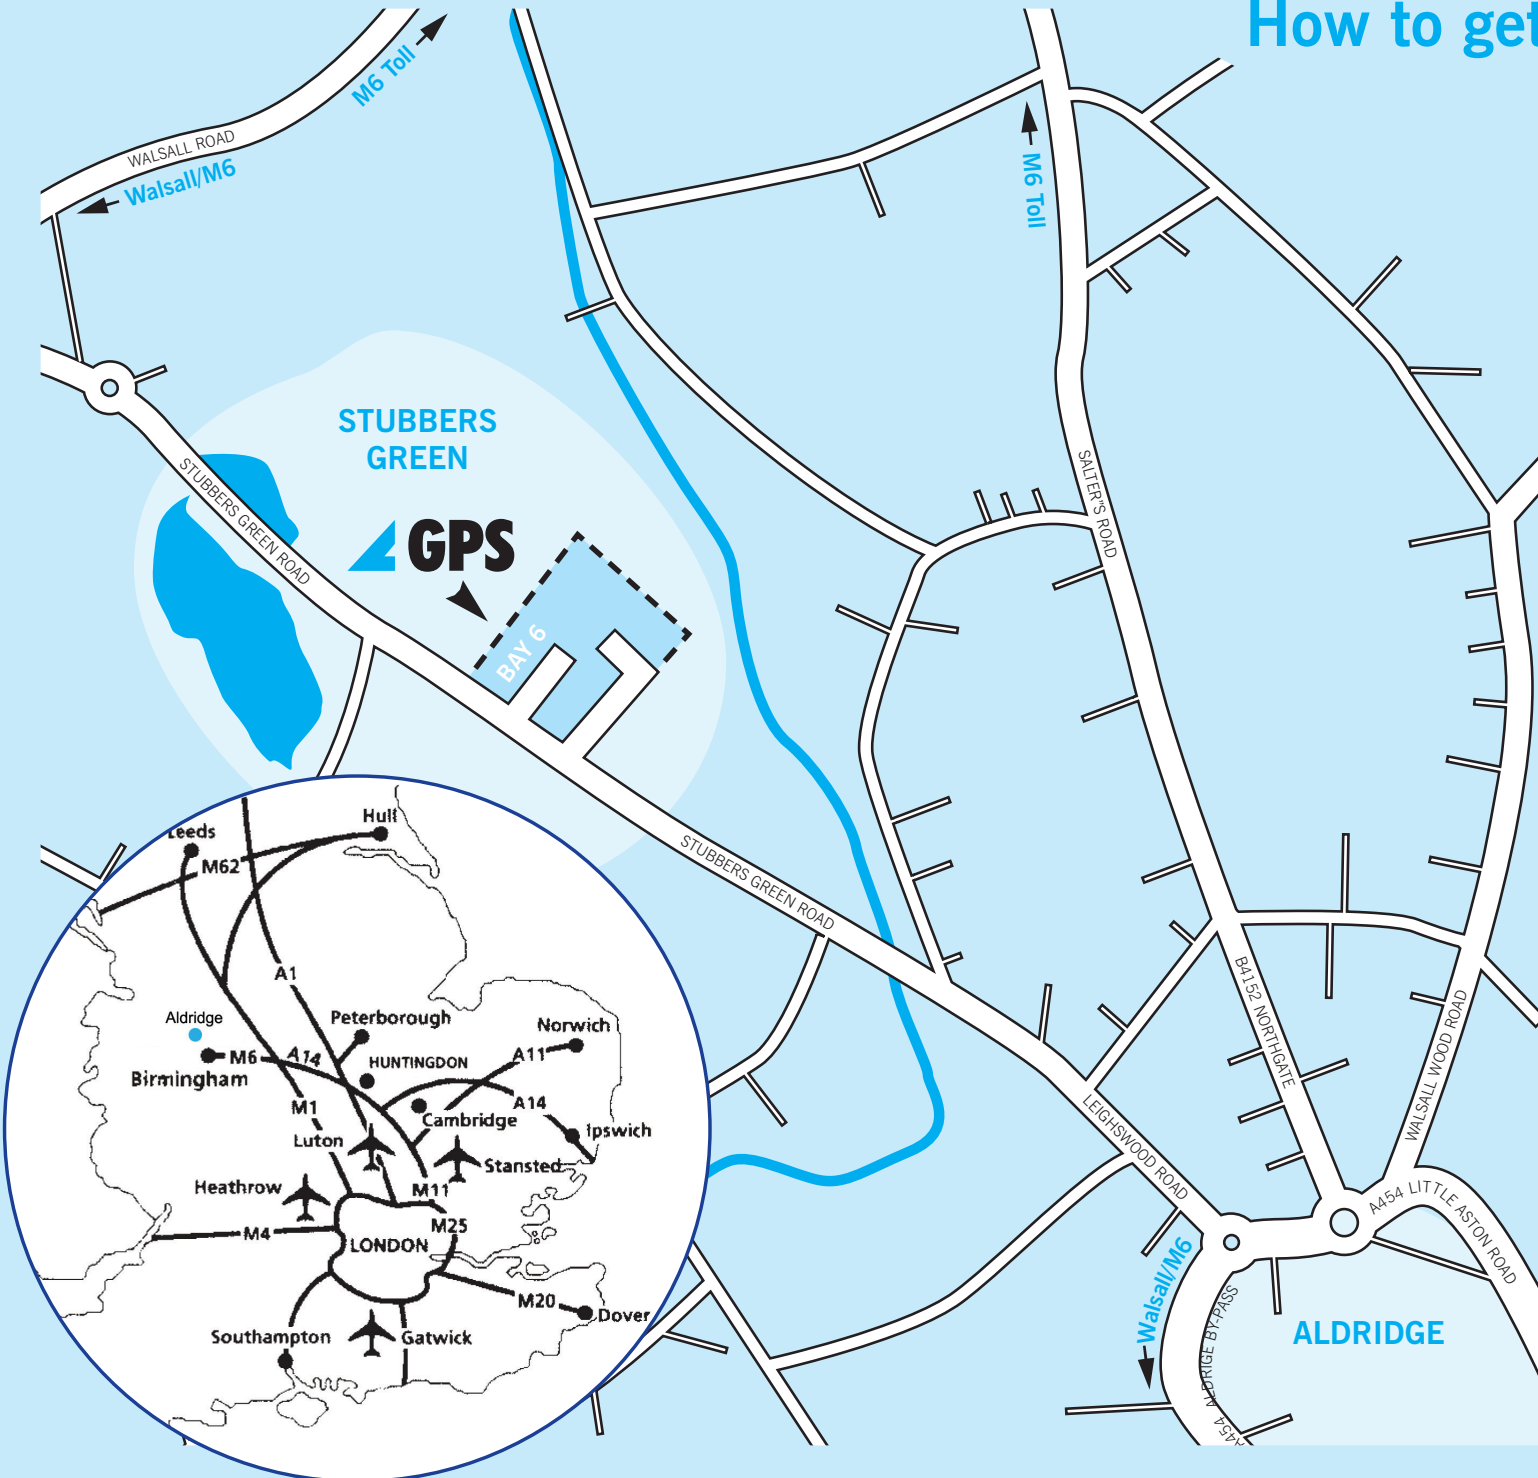 How to get
M6 Toll
WALSALL ROAD
Walsall/M6
M6 Toll
STUBBERS
GREEN
STUBBERS GREEN ROAD
GPS
BAY 6
SALTER"S ROAD
STUBBERS GREEN ROAD
B4152 NORTHGATE
WALSALL WOOD ROAD
LEIGHSWOOD ROAD
A454 LITTLE ASTON ROAD
Walsall/M6
A454 ALDRIGE BY-PASS
ALDRIDGE
Hull
Leeds
M62
A1
Aldridge
Peterborough
Norwich
M6
A14
HUNTINGDON
A11
Birmingham
M1
A14
Cambridge
Luton
Ipswich
Stansted
Heathrow
M11
M4
M25
LONDON
M20
Dover
Southampton
Gatwick